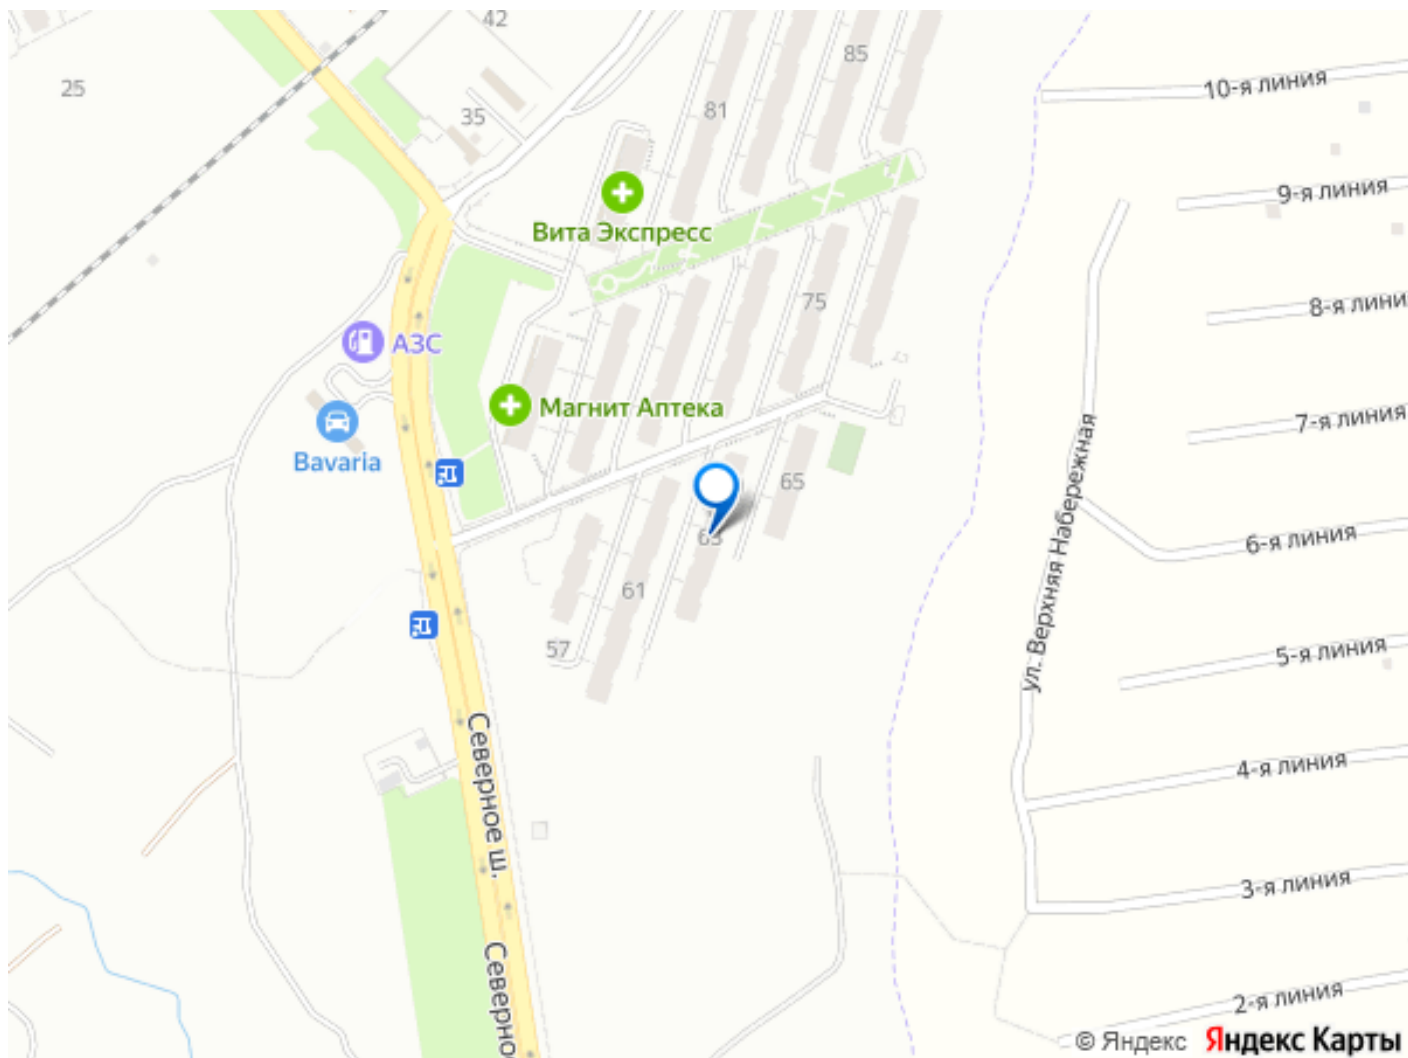 42
85
25
10-я линия
81
35
9-я линия
Вита Экспресс
75
8-я лини
АЗС
Магнит Аптека
7-я линия
Bavaria
65
63
6-я линия
ул. Верхняя Набережная
61
57
5-я линия
Северное ш.
4-я линия
3-я линия
Северно
2-я линия
© Яндекс Яндекс Карты